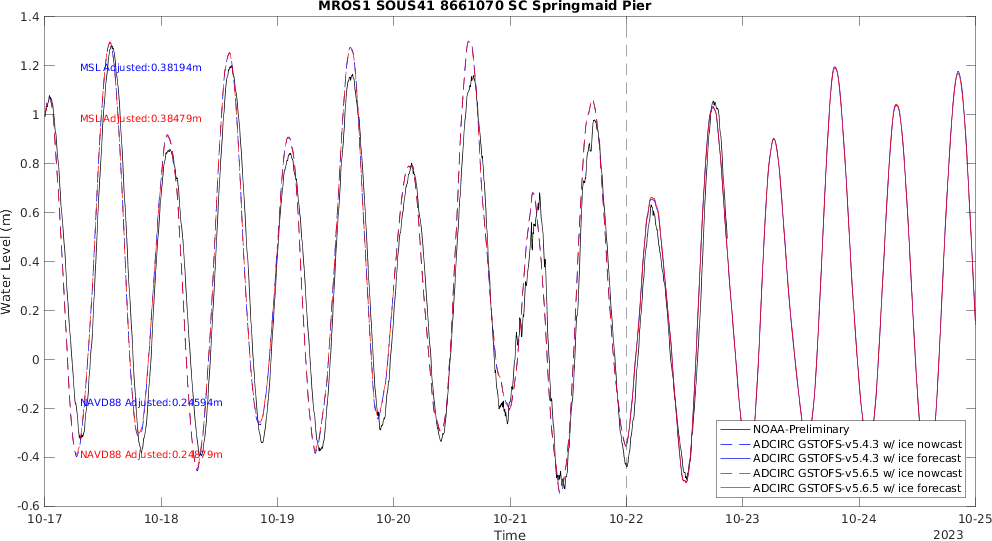 MROS1 SOUS41 8661070 SC Springmaid Pier
1.4
1.2
1
0.8
0.6
0.4
0.2
0
-0.2
-0.4
-0.6
Water Level (m)
MSL Adjusted:0.38194m
MSL Adjusted:0.38479m
NAVD88 Adjusted:0.24594m
NAVD88 Adjusted:0.24879m
NOAA-Preliminary
ADCIRC GSTOFS-v5.4.3 w/ ice nowcast
ADCIRC GSTOFS-v5.4.3 w/ ice forecast
ADCIRC GSTOFS-v5.6.5 w/ ice nowcast
ADCIRC GSTOFS-v5.6.5 w/ ice forecast
10-17 10-18 10-19 10-20 10-21 10-22 10-23 10-24 10-25
Time
2023